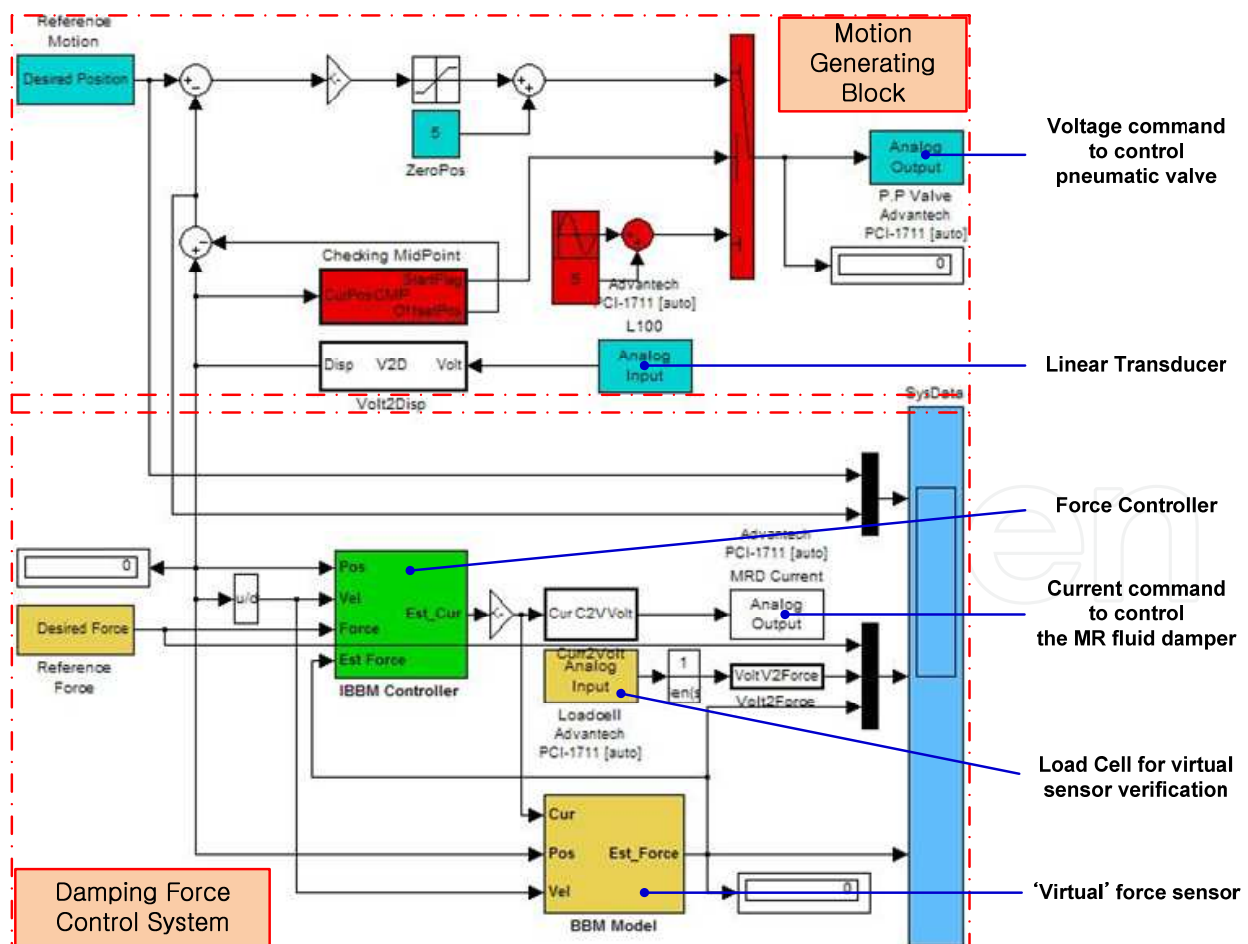 Reference
Motion
Desired Position
Motion
Generating
Block
5
ZeroPos
Voltage command
to control
pneumatic valve
Analog
Output
P.P Valve
Advantech
PCI-1711 [auto]
0
Checking MidPoint
StartFlag
CurPosCMP
OffsetPos
5
Advantech
PCI-1711 [auto]
L100
Analog
Input
Disp V2D Volt
Volt2Disp
Linear Transducer
SysData
Force Controller
Advantech
PCI-1711 [auto]
MRD Current
Analog
Output
Current command
to control
the MR fluid damper
0
Pos
Vel
Force
Est Force
Est_Cur
IBBM Controller
u/d
Desired Force
Reference
Force
Cur C2V Volt
Curr2Volt
Analog
Input
Loadcell
Advantech
PCI-1711 [auto]
1
Volt V2Force
Volt2Force
Load Cell for virtual
sensor verification
Cur
Pos
Vel
Est_Force
BBM Model
0
'Virtual' force sensor
Damping Force
Control System
en